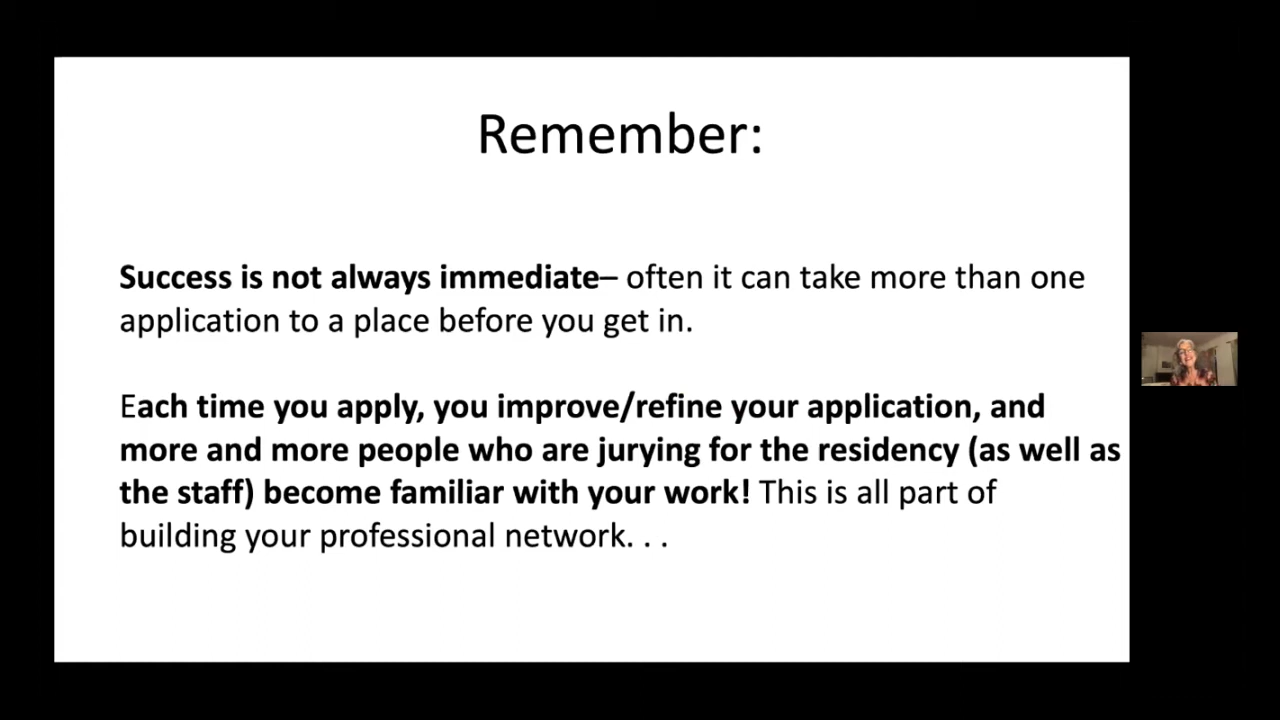 Remember:
Success is not always immediate– often it can take more than one
application to a place before you get in.
Each time you apply, you improve/refine your application, and
more and more people who are jurying for the residency (as well as
the staff) become familiar with your work! This is all part of
building your professional network. . .